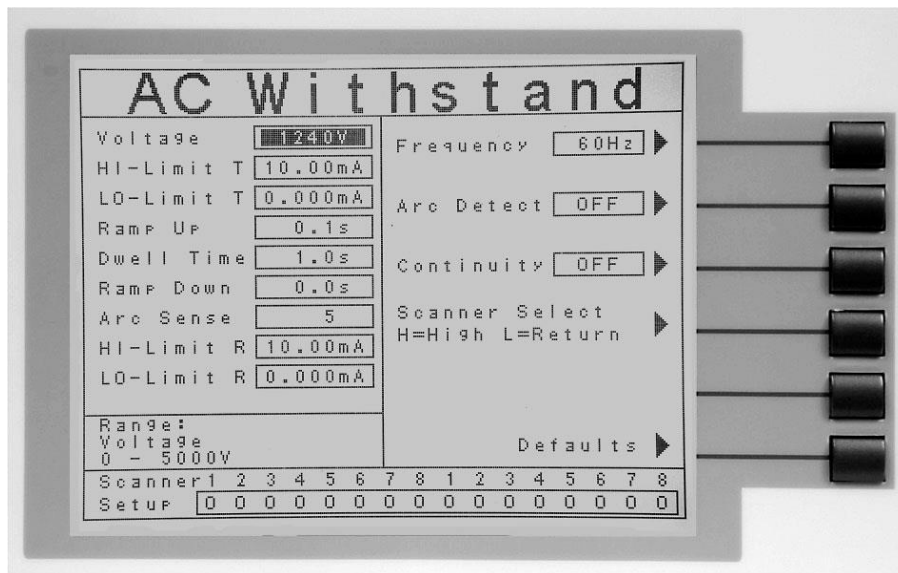 AC Withstand
Voltage 1240V
HI-Limit T 10.00mA
LO-Limit T 0.000mA
Ramp Up 0.1s
Dwell Time 1.0s
Ramp Down 0.0s
Arc Sense 5
HI-Limit R 10.00mA
LO-Limit R 0.000mA
Range:
Voltage
0 - 5000V
Frequency 60Hz
Arc Detect OFF
Continuity OFF
Scanner Select
H=High L=Return
Defaults
Scanner 1 2 3 4 5 6 7 8 1 2 3 4 5 6 7 8
Setup 0 0 0 0 0 0 0 0 0 0 0 0 0 0 0 0